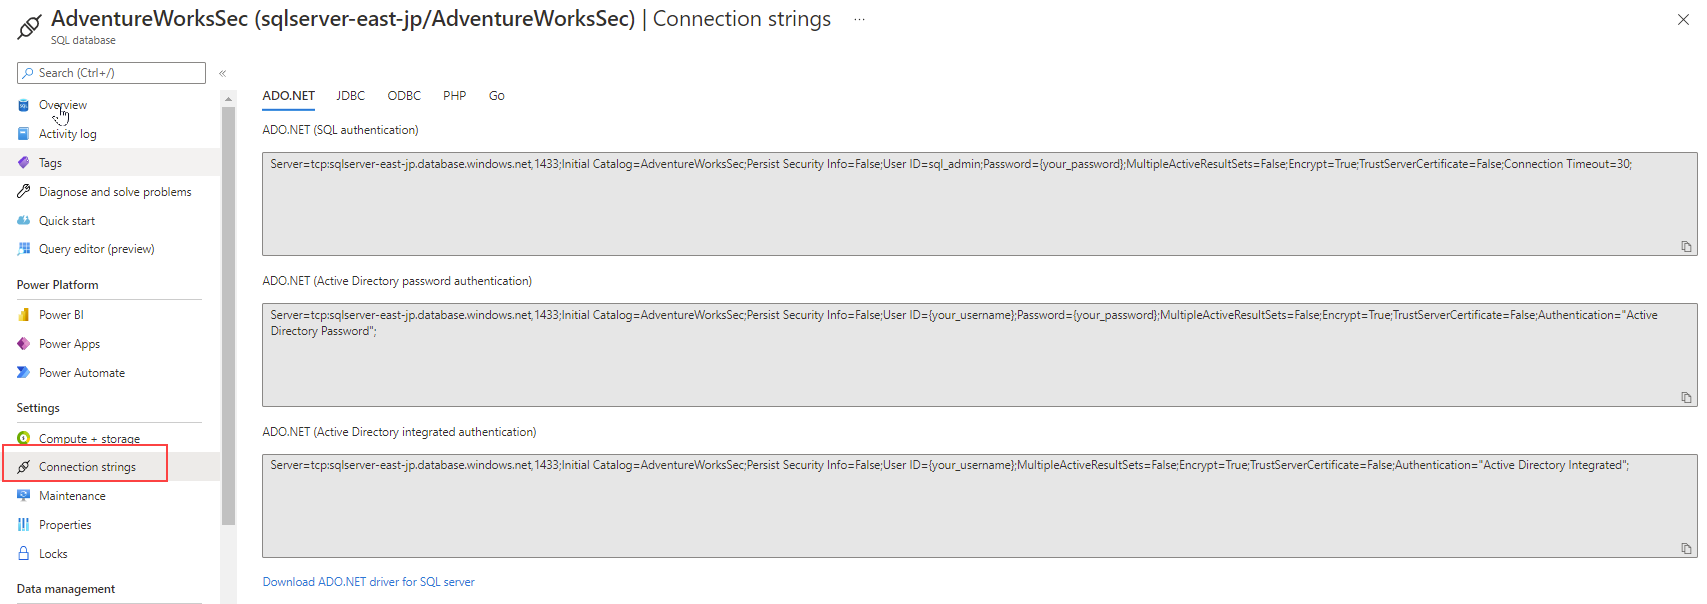 AdventureWorksSec (sqlserver-east-jp/AdventureWorksSec) | Connection strings ...
SQL database
Search (Ctrl+/)
«
Overview
Activity log
Tags
Diagnose and solve problems
Quick start
Query editor (preview)
Power Platform
Power BI
Power Apps
Power Automate
Settings
Compute + storage
Connection strings
Maintenance
Properties
Locks
Data management
ADO.NET JDBC ODBC PHP Go
ADO.NET (SQL authentication)
Server=tcp:sqlserver-east-jp.database.windows.net,1433;Initial Catalog=AdventureWorksSec;Persist Security Info=False;User ID=sql_admin;Password={your_password};MultipleActiveResultSets=False;Encrypt=True;TrustServerCertificate=False;Connection Timeout=30;
ADO.NET (Active Directory password authentication)
Server=tcp:sqlserver-east-jp.database.windows.net,1433;Initial Catalog=AdventureWorksSec;Persist Security Info=False;User ID={your_username};Password={your_password};MultipleActiveResultSets=False;Encrypt=True;TrustServerCertificate=False;Authentication="Active
Directory Password";
ADO.NET (Active Directory integrated authentication)
Server=tcp:sqlserver-east-jp.database.windows.net,1433;Initial Catalog=AdventureWorksSec;Persist Security Info=False;User ID={your_username};MultipleActiveResultSets=False;Encrypt=True;TrustServerCertificate=False;Authentication="Active Directory Integrated";
Download ADO.NET driver for SQL server